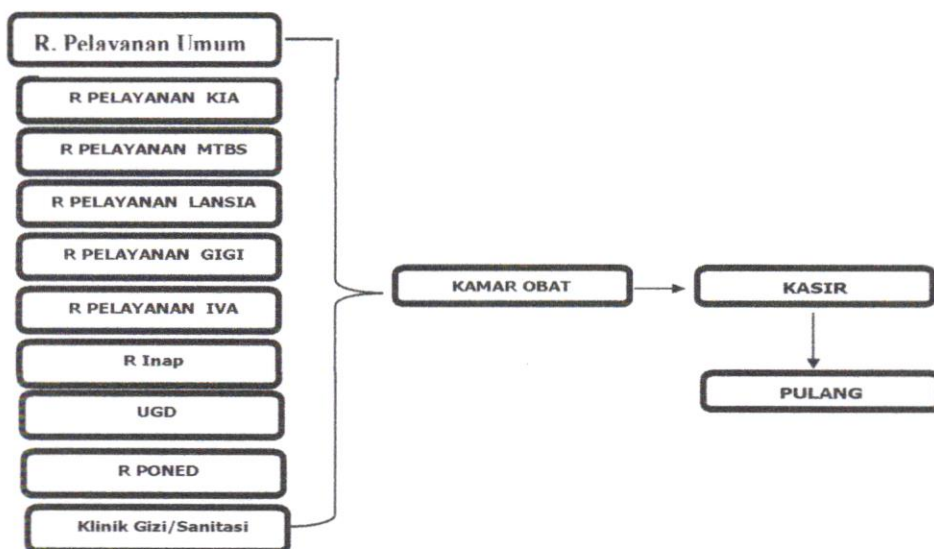 R. Pelayanan Umum
R PELAYANAN KIA
R PELAYANAN MTBS
R PELAYANAN LANSIA
R PELAYANAN GIGI
R PELAYANAN IVA
R Inap
UGD
R PONED
Klinik Gizi/Sanitasi
KAMAR OBAT
KASIR
PULANG